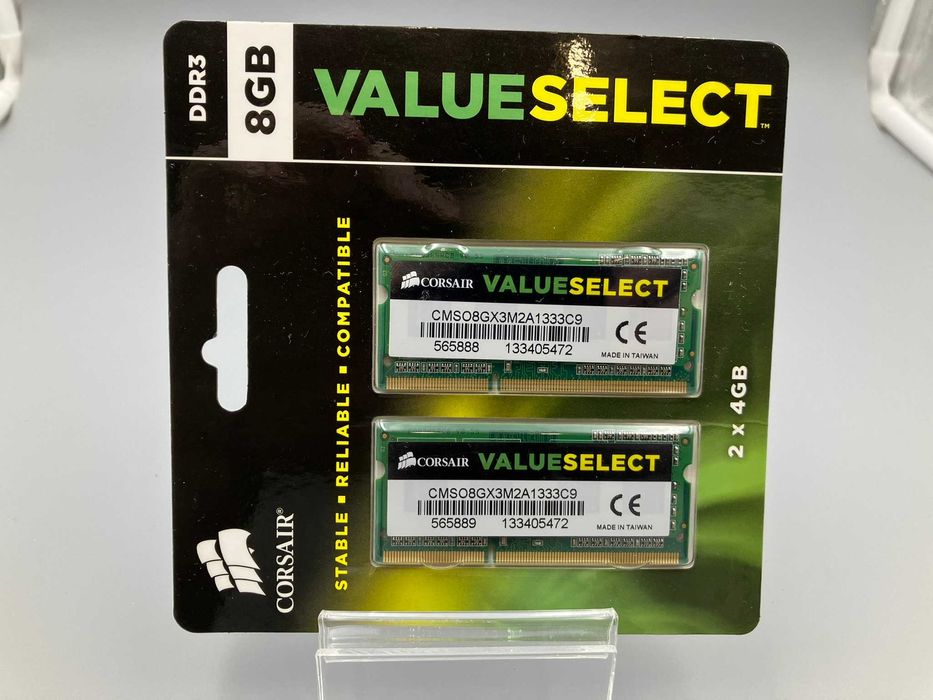 DDR3
8GB
VALUESELECT™
STABLE ▪ RELIABLE ▪ COMPATIBLE
CORSAIR®
CORSAIR VALUESELECT
CMSO8GX3M2A1333C9
565888 133405472
CE
MADE IN TAIWAN
CORSAIR VALUESELECT
CMSO8GX3M2A1333C9
565889 133405472
CE
MADE IN TAIWAN
2 x 4GB